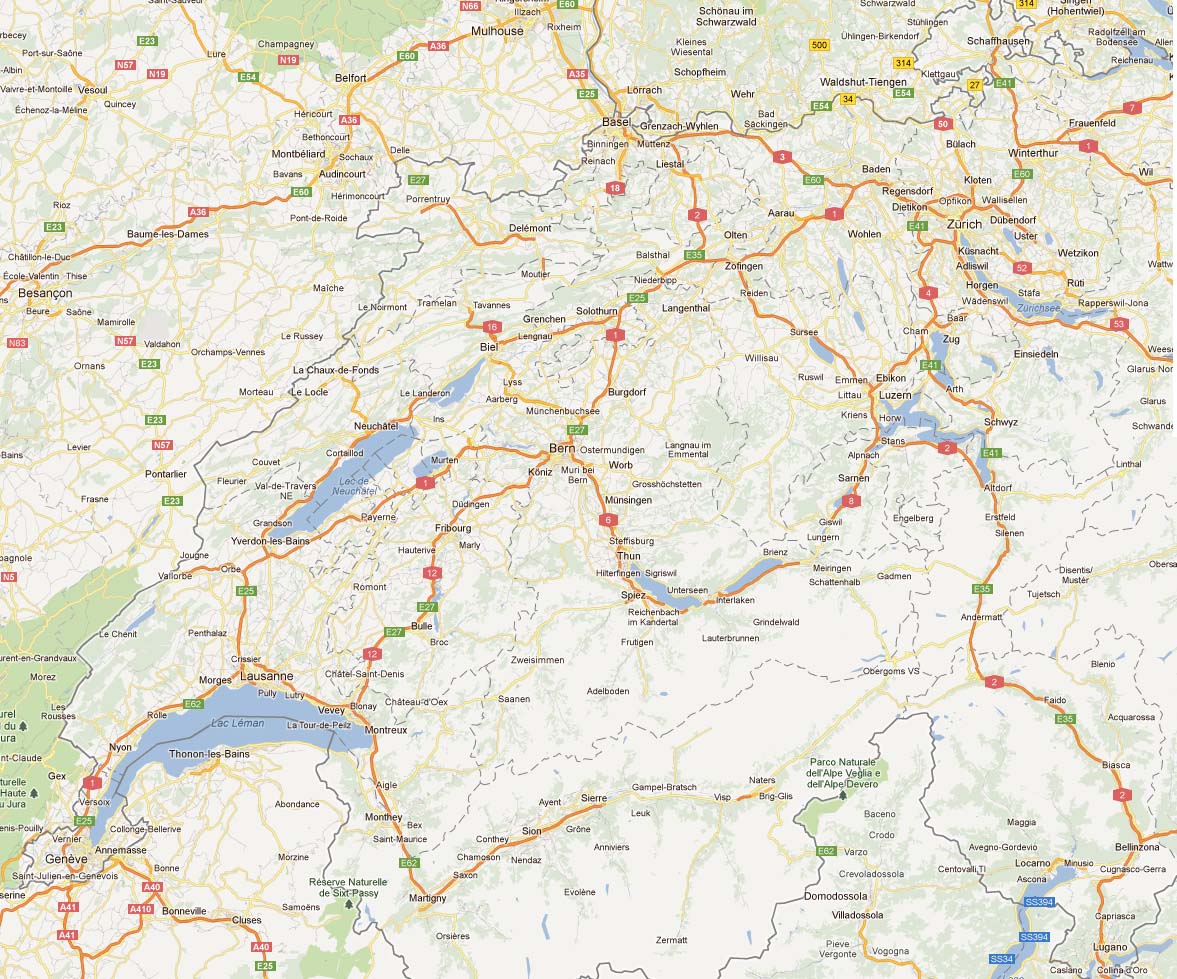 N66
Illzach
Ringersheim
E60
Schönau im
Schwarzwald
Schwarzwald
314
Singen
(Hohentwiel)
Lure
E23
Port-sur-Saône
Champagney
A36
Mulhouse
Rixheim
Kleines
Wiesental
500
Ühlingen-Birkendorf
Stühlingen
Schaffhausen
Radolfzell am
Bodensee
Reichenau
N57
N19
N19
E60
314
-Albin
Vaivre-et-Montoille
Vesoul
E54
Belfort
A35
Schopfheim
Klettgau
Quincey
Échenoz-la-Méline
E25
Lörrach
Wehr
Waldshut-Tiengen
E54
27
E41
34
E54
7
Héricourt
A36
Basel
Grenzach-Wyhlen
Bad
Säckingen
50
Frauenfeld
Bethoncourt
Binningen
Muttenz
Bülach
1
Montbéliard
Sochaux
Delle
Reinach
Liestal
3
Winterthur
Bavans
Audincourt
E27
18
E60
Baden
Kloten
E60
Wil
E60
Hérimoncourt
Porrentruy
Regensdorf
Opfikon
Wallisellen
Rioz
A36
Pont-de-Roide
2
Aarau
1
Dietikon
Zürich
Dübendorf
E23
Baume-les-Dames
Delémont
Olten
Wohlen
E41
Uster
Châtillon-le-Duc
Balsthal
E35
Küsnacht
Wetzikon
École-Valentin
Thise
Moutier
Zofingen
Adliswil
52
Besançon
Maîche
Niederbipp
Reiden
4
Horgen
Stäfa
Rüti
Beure
Saône
Le Noirmont
Tramelan
Tavannes
E25
Wädenswil
Zürichsee
Rapperswil-Jona
Mamirolle
Grenchen
Solothurn
Langenthal
Baar
53
N83
N57
Valdahon
Le Russey
16
Lengnau
1
Sursee
Cham
Zug
Orchamps-Vennes
Biel
Willisau
Einsiedeln
Ornans
E23
La Chaux-de-Fonds
Lyss
Ruswil
Emmen
Ebikon
E41
Glarus Nor
Morteau
Le Locle
Le Landeron
Aarberg
Burgdorf
Littau
Luzern
Arth
Münchenbuchsee
Glarus
E23
Neuchâtel
Ins
E27
Kriens
Horw
Schwyz
Schwande
Levier
N57
Cortaillod
Bern
Ostermundigen
Langnau im
Emmental
Stans
2
E41
Couvet
Murten
Muri bei
Bern
Worb
Alpnach
Linthal
Pontarlier
Fleurier
Val-de-Travers
NE
Lac de
Neuchâtel
1
Köniz
Grosshöchstetten
Sarnen
Altdorf
Frasne
E23
Düdingen
Münsingen
8
Grandson
Payerne
6
Giswil
Engelberg
Erstfeld
Yverdon-les-Bains
Fribourg
Steffisburg
Lungern
Silenen
Jougne
Hauterive
Marly
Thun
Brienz
Vallorbe
Orbe
12
Hilterfingen
Sigriswil
Meiringen
Gadmen
Disentis/
Mustér
N5
E25
Romont
Unterseen
Schattenhalb
E35
Tujetsch
E27
Spiez
Interlaken
Reichenbach
im Kandertal
Grindelwald
Andermatt
Le Chenit
Penthalaz
E27
Bulle
Frutigen
Lauterbrunnen
Broc
Crissier
12
Zweisimmen
Obergoms VS
Blenio
Morez
Morges
Lausanne
Châtel-Saint-Denis
2
Les
Rousses
Pully
Lutry
Château-d'Oex
Saanen
Adelboden
Faido
E62
Rolle
Vevey
Blonay
E35
Acquarossa
Lac Léman
La Tour-de-Peilz
Montreux
Nyon
Thonon-les-Bains
Biasca
Gex
Parco Naturale
dell'Alpe Veglia e
dell'Alpe Devero
1
Aigle
Gampel-Bratsch
Naters
2
Versoix
Abondance
Ayent
Sierre
Visp
Brig-Glis
E25
Monthey
Leuk
Baceno
Maggia
Vernier
Collonge-Bellerive
Bex
Conthey
Sion
Grône
Crodo
Annemasse
Saint-Maurice
Anniviers
E62
Varzo
Avegno-Gordevio
Bellinzona
Genève
Bonne
Morzine
E62
Chamoson
Nendaz
Locarno
Minusio
Saint-Julien-en-Genevois
Saxon
Crevoladossola
Centovalli,TI
Cugnasco-Gerra
A40
Réserve Naturelle
de Sixt-Passy
Martigny
Evolène
Domodossola
Ascona
A41
A410
Bonneville
Samoëns
SS394
Cluses
Villadossola
Capriasca
A41
A40
Orsières
Zermatt
Pieve
Vergonte
Vogogna
SS394
Lugano
E25
SS34
Caslano
Collina d'Oro